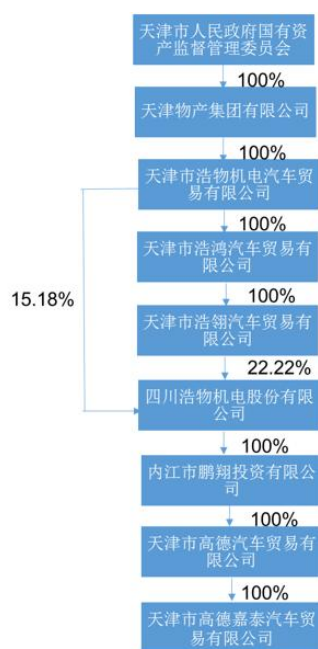 天津市人民政府国有资
产监督管理委员会
100%
天津物产集团有限公司
100%
天津市浩物机电汽车贸
易有限公司
100%
天津市浩鸿汽车贸易有
限公司
15.18%
100%
天津市浩翎汽车贸易有
限公司
22.22%
四川浩物机电股份有限
公司
100%
内江市鹏翔投资有限公
司
100%
天津市高德汽车贸易有
限公司
100%
天津市高德嘉泰汽车
贸易有限公司